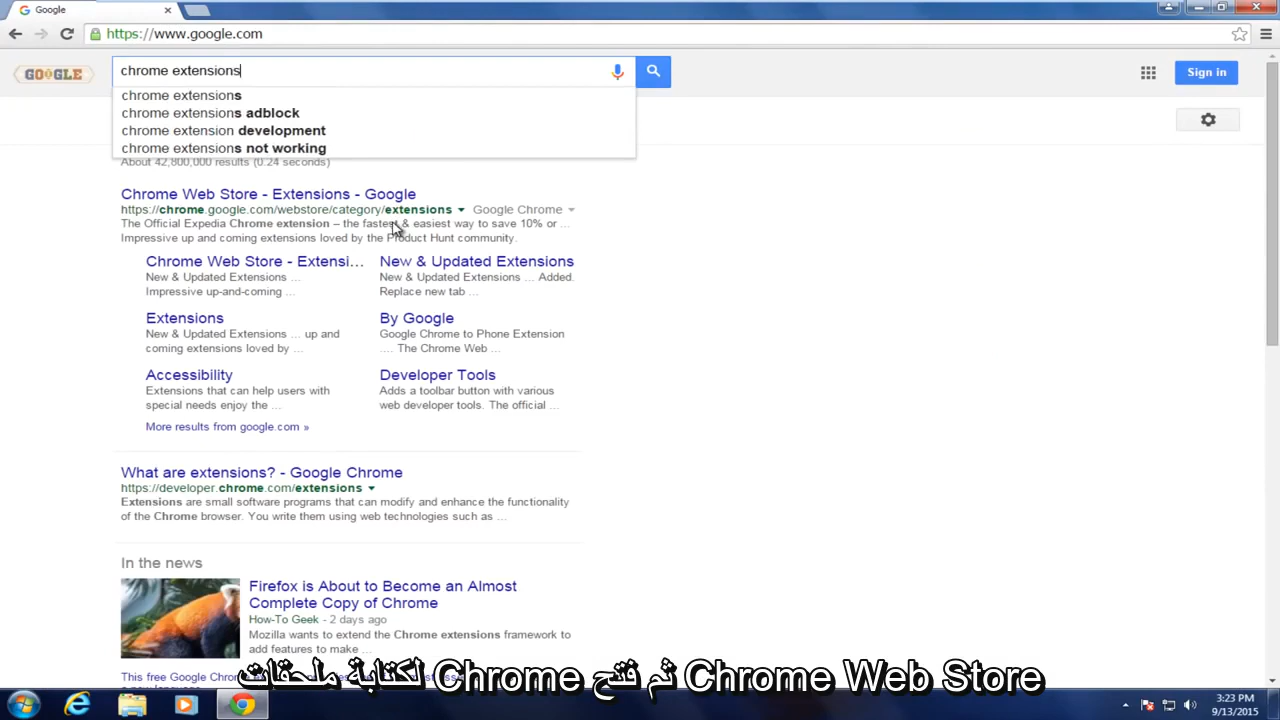 Google
https://www.google.com
GOOGLE
chrome extensions
Sign in
chrome extensions
chrome extensions adblock
chrome extension development
chrome extensions not working
About 42,800,000 results (0.24 seconds)
Chrome Web Store - Extensions - Google
https://chrome.google.com/webstore/category/extensions Google Chrome
The Official Expedia Chrome extension – the fastest & easiest way to save 10% or ...
Impressive up and coming extensions loved by the Product Hunt community.
Chrome Web Store - Extensi... New & Updated Extensions
New & Updated Extensions ... New & Updated Extensions ... Added.
Impressive up-and-coming ... Replace new tab ...
Extensions By Google
New & Updated Extensions ... up and Google Chrome to Phone Extension
coming extensions loved by ... .... The Chrome Web ...
Accessibility Developer Tools
Extensions that can help users with Adds a toolbar button with various
special needs enjoy the ... web developer tools. The official ...
More results from google.com »
What are extensions? - Google Chrome
https://developer.chrome.com/extensions
Extensions are small software programs that can modify and enhance the functionality
of the Chrome browser. You write them using web technologies such as ...
In the news
Firefox is About to Become an Almost
Complete Copy of Chrome
How-To Geek - 2 days ago
Mozilla wants to extend the Chrome extensions framework to
add features to make ...
لكتابة ملحقات Chrome ثم فتح Chrome Web Store
3:23 PM
9/13/2015